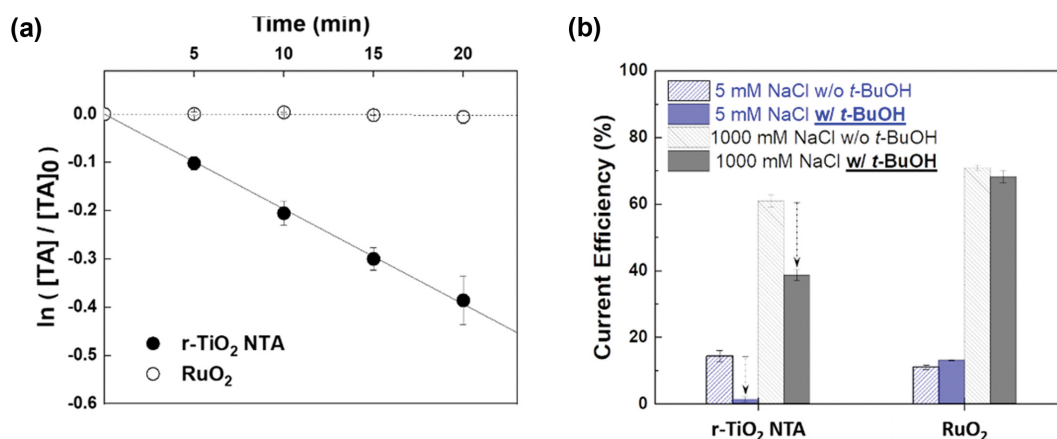 (a)
Time (min)
5 10 15 20
ln ( [TA] / [TA]0 )
0.0
-0.1
-0.2
-0.3
-0.4
-0.5
-0.6
r-TiO2 NTA
RuO2
(b)
Current Efficiency (%)
100
80
60
40
20
0
5 mM NaCl w/o t-BuOH
5 mM NaCl w/ t-BuOH
1000 mM NaCl w/o t-BuOH
1000 mM NaCl w/ t-BuOH
r-TiO2 NTA RuO2